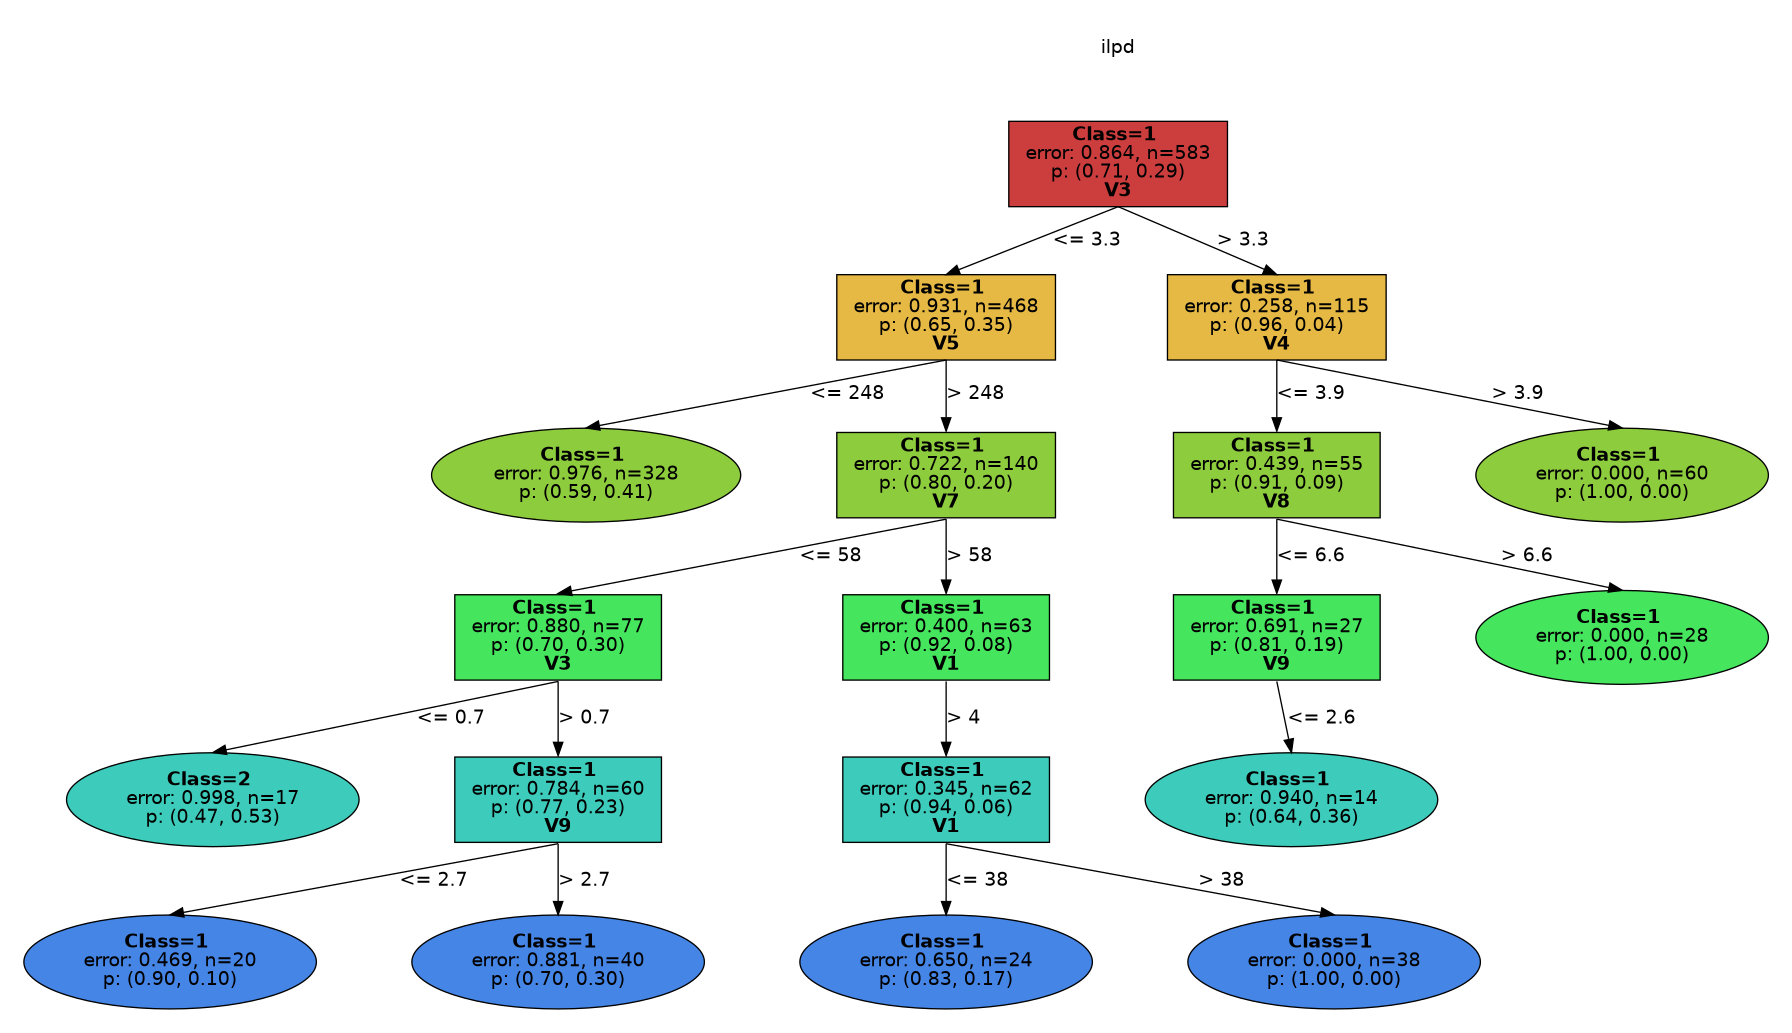 ilpd
Class=1
error: 0.864, n=583
p: (0.71, 0.29)
V3
<= 3.3
> 3.3
Class=1
error: 0.931, n=468
p: (0.65, 0.35)
V5
Class=1
error: 0.258, n=115
p: (0.96, 0.04)
V4
<= 248
> 248
<= 3.9
> 3.9
Class=1
error: 0.976, n=328
p: (0.59, 0.41)
Class=1
error: 0.722, n=140
p: (0.80, 0.20)
V7
Class=1
error: 0.439, n=55
p: (0.91, 0.09)
V8
Class=1
error: 0.000, n=60
p: (1.00, 0.00)
<= 58
> 58
<= 6.6
> 6.6
Class=1
error: 0.880, n=77
p: (0.70, 0.30)
V3
Class=1
error: 0.400, n=63
p: (0.92, 0.08)
V1
Class=1
error: 0.691, n=27
p: (0.81, 0.19)
V9
Class=1
error: 0.000, n=28
p: (1.00, 0.00)
<= 0.7
> 0.7
> 4
<= 2.6
Class=2
error: 0.998, n=17
p: (0.47, 0.53)
Class=1
error: 0.784, n=60
p: (0.77, 0.23)
V9
Class=1
error: 0.345, n=62
p: (0.94, 0.06)
V1
Class=1
error: 0.940, n=14
p: (0.64, 0.36)
<= 2.7
> 2.7
<= 38
> 38
Class=1
error: 0.469, n=20
p: (0.90, 0.10)
Class=1
error: 0.881, n=40
p: (0.70, 0.30)
Class=1
error: 0.650, n=24
p: (0.83, 0.17)
Class=1
error: 0.000, n=38
p: (1.00, 0.00)